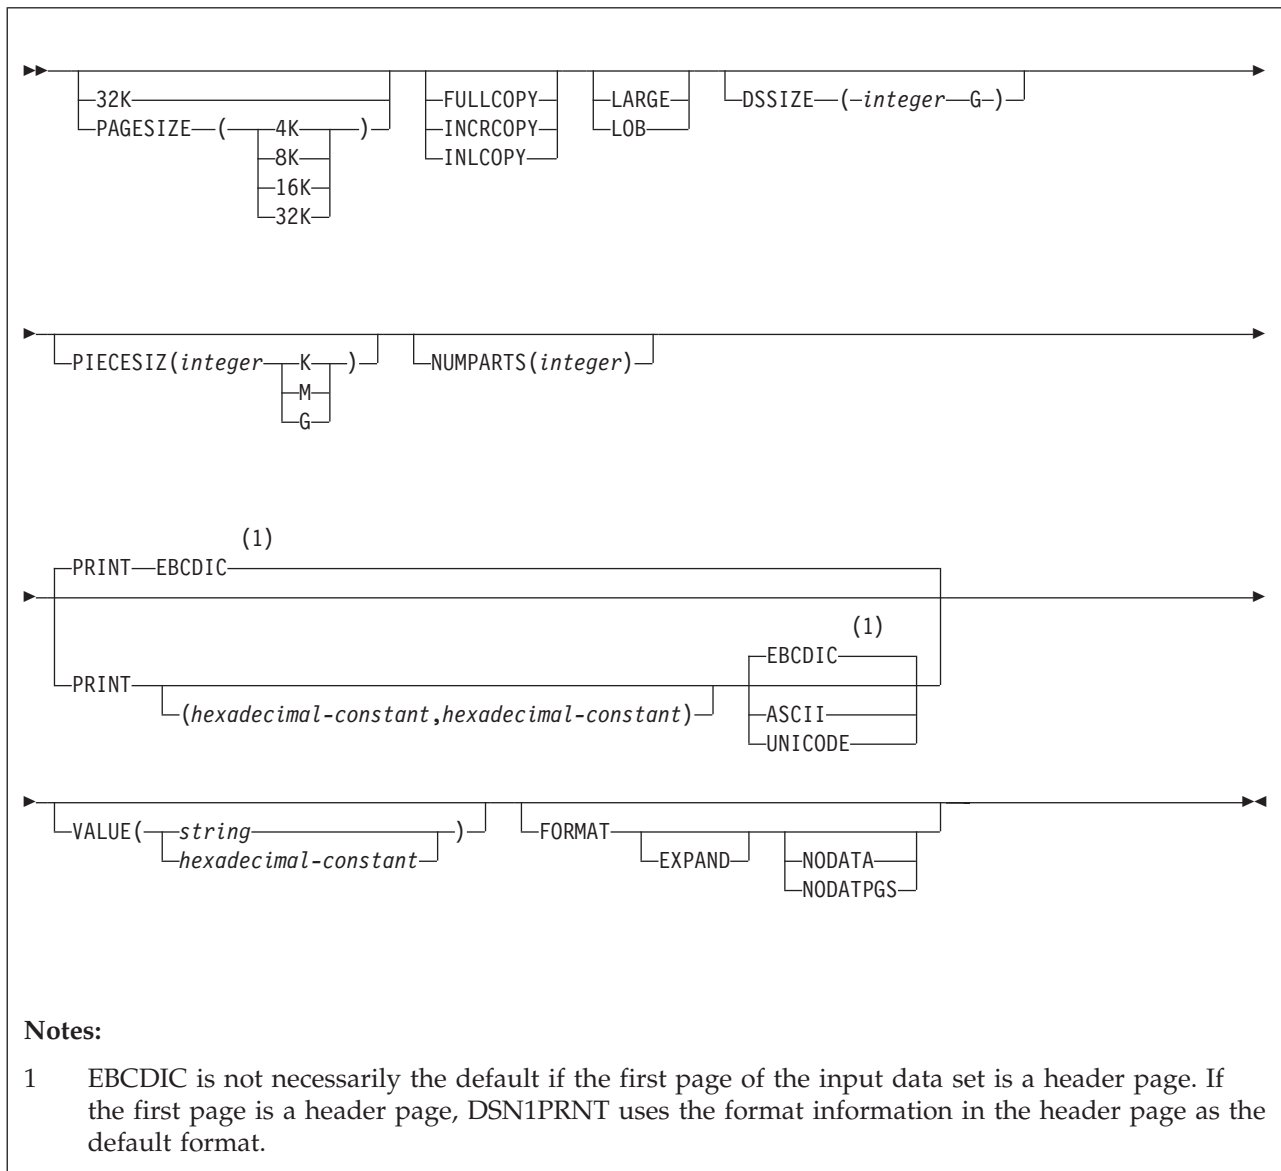 32K
PAGESIZE ( 4K )
8K
16K
32K
FULLCOPY
INCRCOPY
INLCOPY
LARGE
LOB
DSSIZE ( integer G )
PIECESIZ(integer K )
M
G
NUMPARTS(integer)
(1)
PRINT EBCDIC
PRINT
(hexadecimal-constant,hexadecimal-constant)
(1)
EBCDIC
ASCII
UNICODE
VALUE( string )
hexadecimal-constant
FORMAT
EXPAND
NODATA
NODATPGS
Notes:
1 EBCDIC is not necessarily the default if the first page of the input data set is a header page. If
the first page is a header page, DSN1PRNT uses the format information in the header page as the
default format.